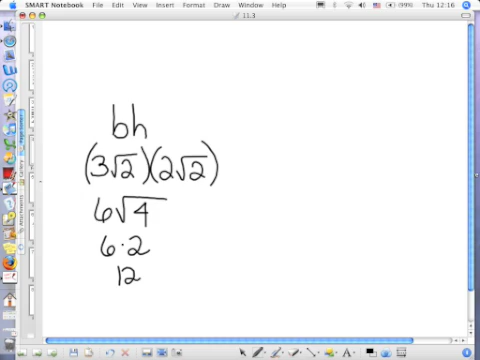 SMART Notebook File Edit View Insert Format Draw Window Help (99%) Thu 12:16
11.3
bh
(3√2)(2√2)
6√4
6·2
12